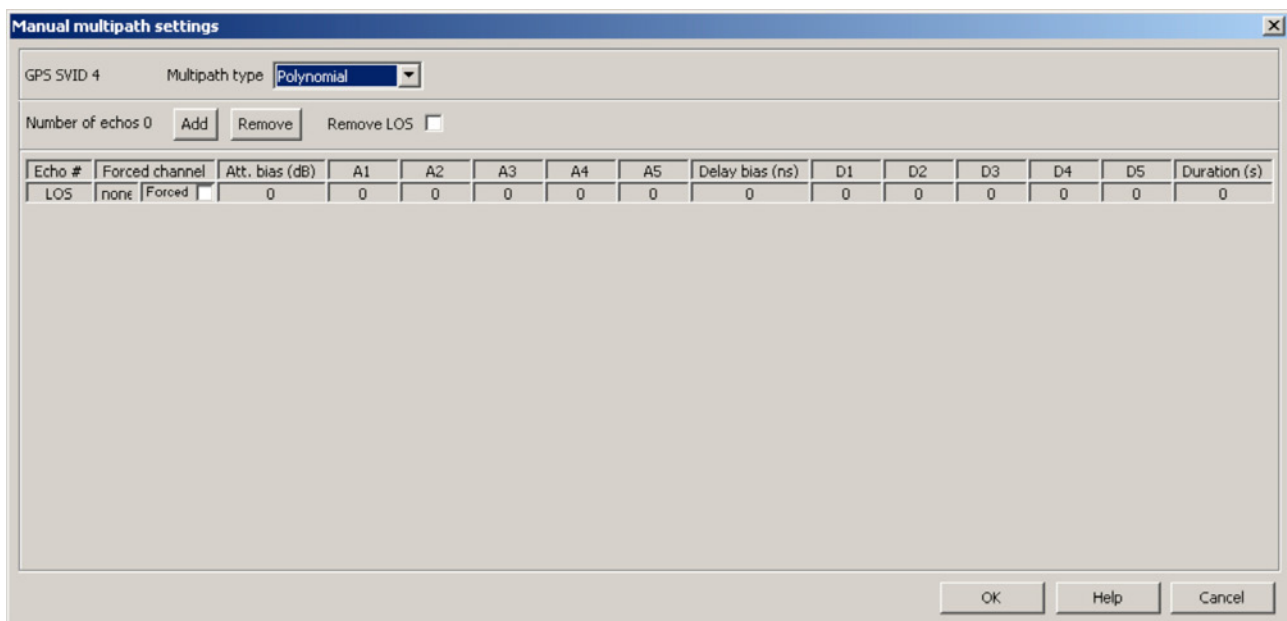 Manual multipath settings
GPS SVID 4 Multipath type Polynomial
Number of echos 0 Add Remove Remove LOS
Echo # Forced channel Att. bias (dB) A1 A2 A3 A4 A5 Delay bias (ns) D1 D2 D3 D4 D5 Duration (s)
LOS none Forced 0 0 0 0 0 0 0 0 0 0 0 0 0
OK Help Cancel